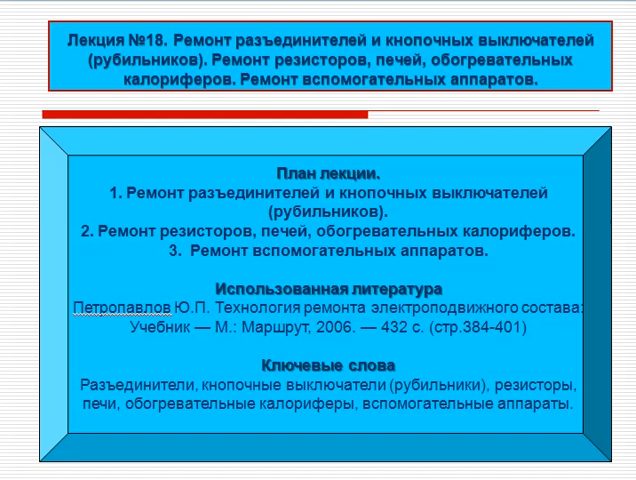 Лекция №18. Ремонт разъединителей и кнопочных выключателей
(рубильников). Ремонт резисторов, печей, обогревательных
калориферов. Ремонт вспомогательных аппаратов.
План лекции.
1. Ремонт разъединителей и кнопочных выключателей
(рубильников).
2. Ремонт резисторов, печей, обогревательных калориферов.
3. Ремонт вспомогательных аппаратов.
Использованная литература
Петропавлов Ю.П. Технология ремонта электроподвижного состава:
Учебник — М.: Маршрут, 2006. — 432 с. (стр.384-401)
Ключевые слова
Разъединители, кнопочные выключатели (рубильники), резисторы,
печи, обогревательные калориферы, вспомогательные аппараты.